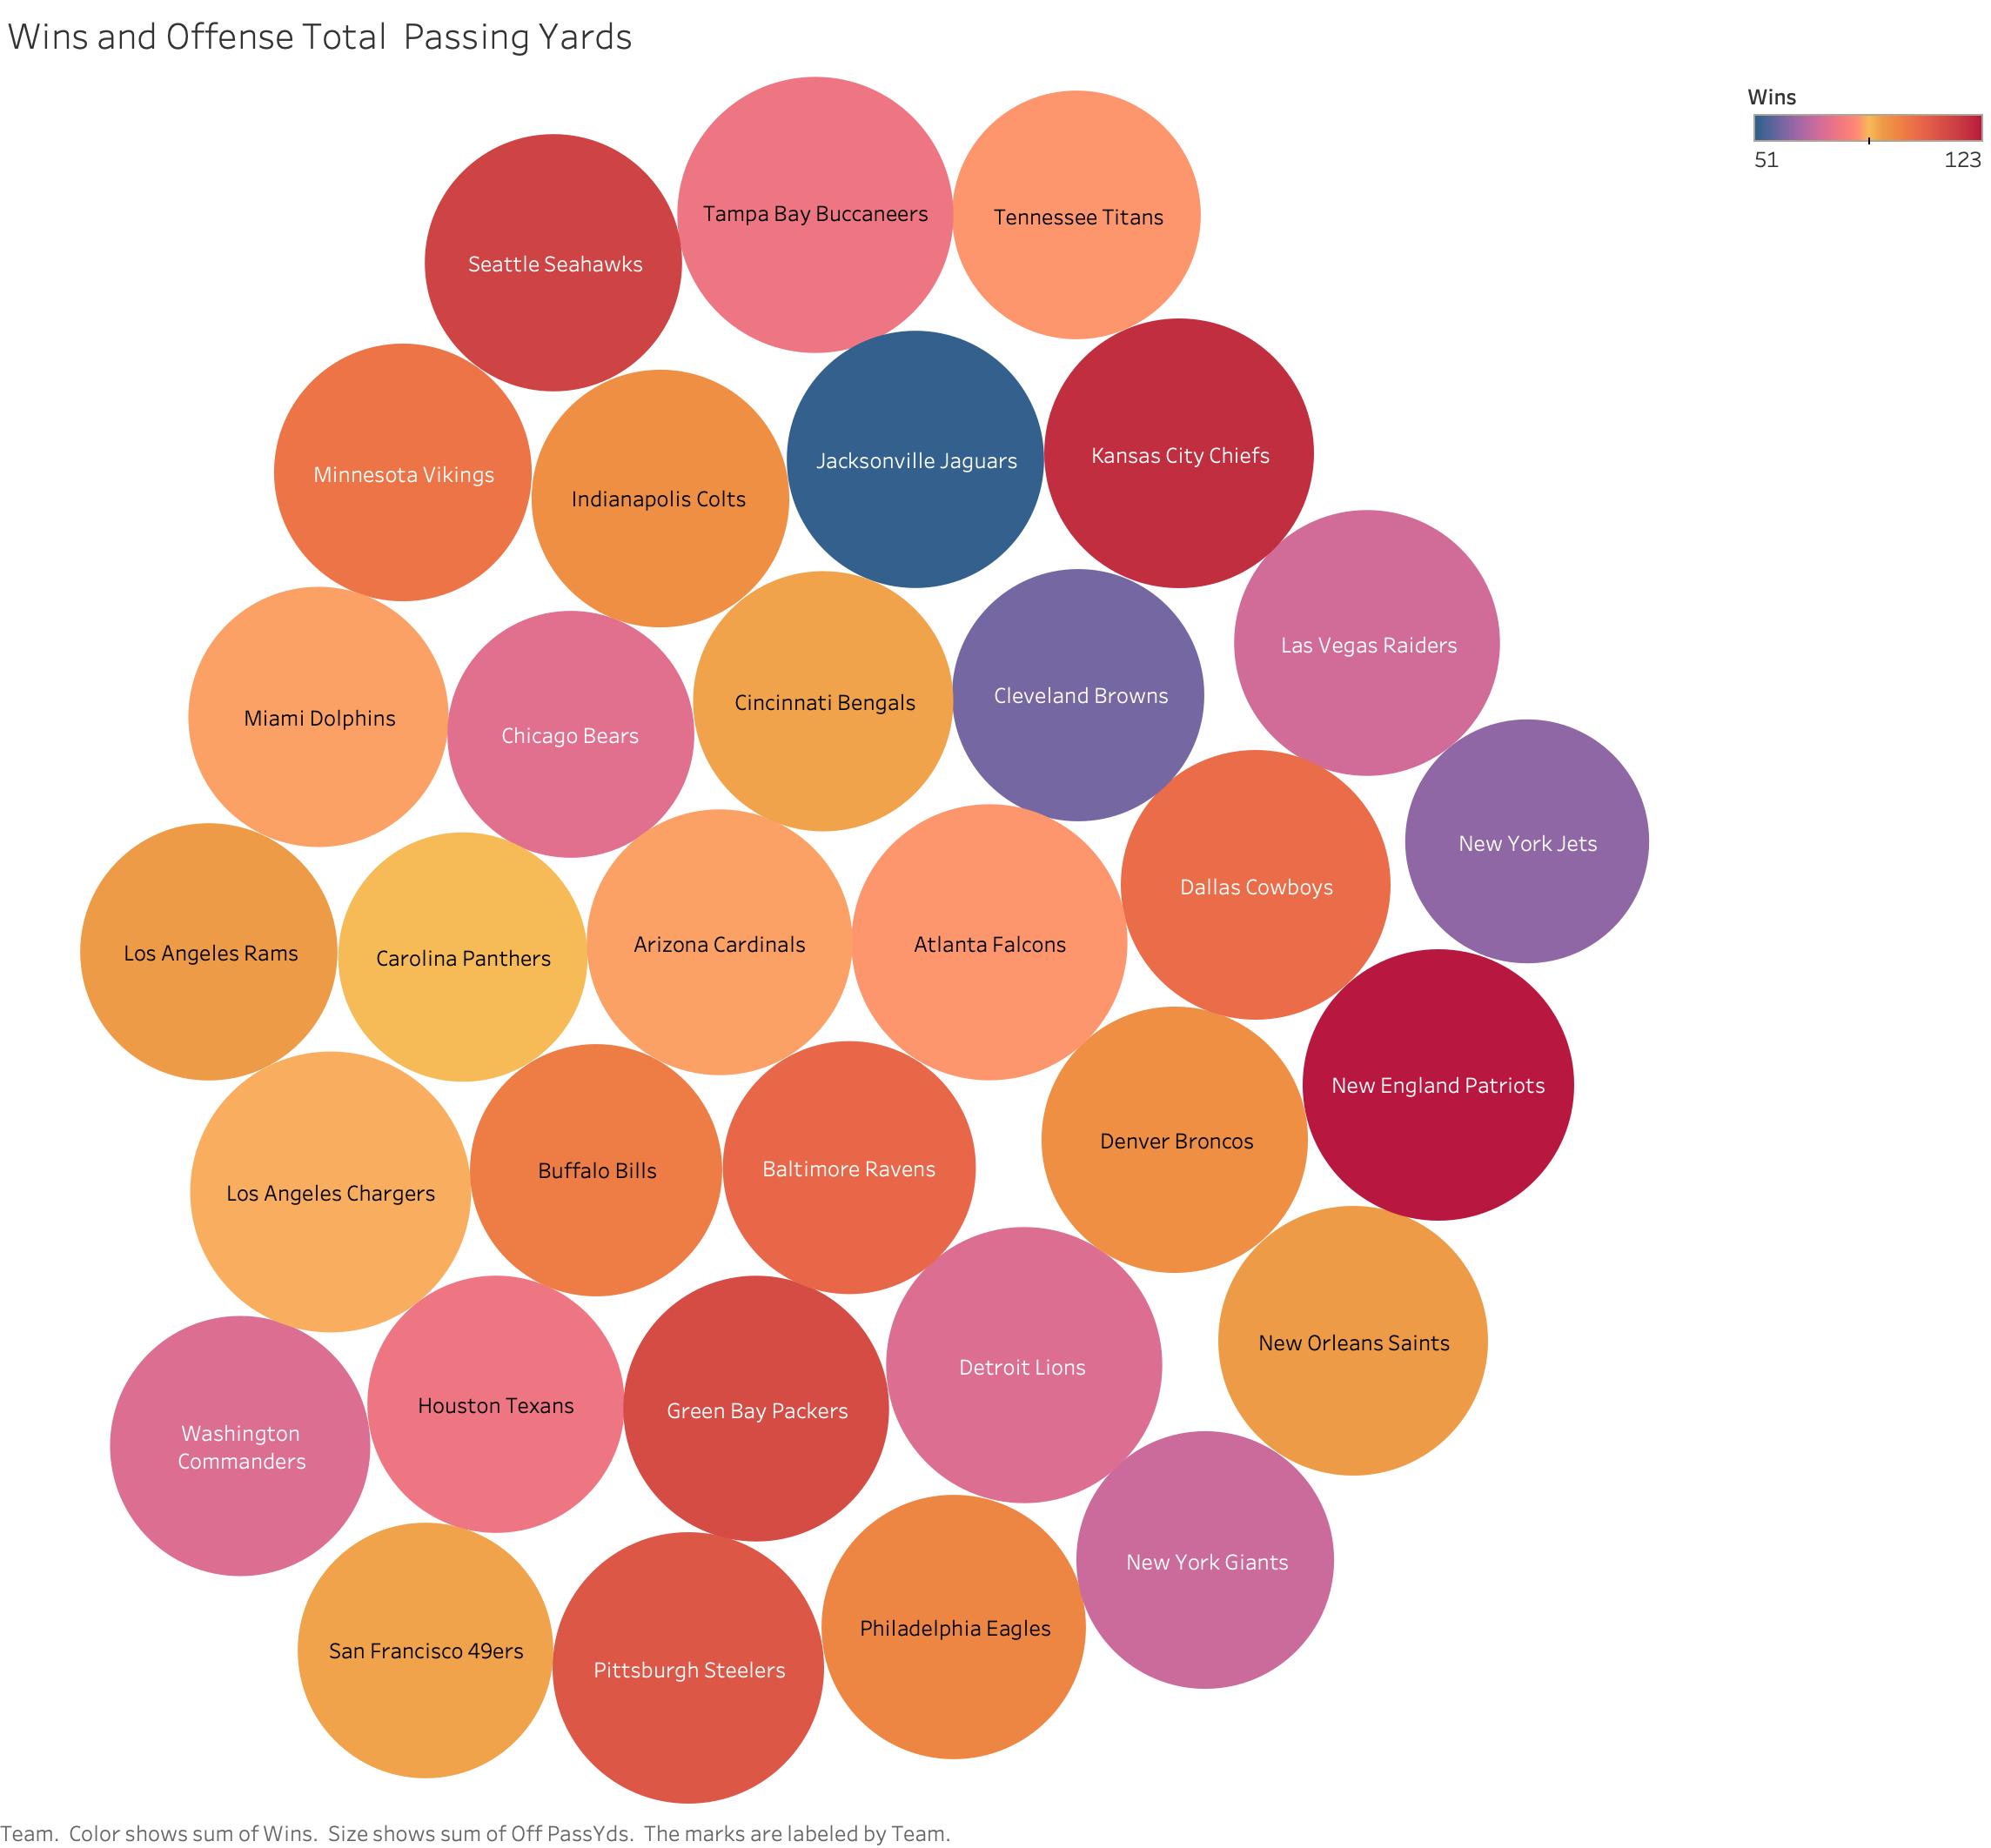 Wins and Offense Total  Passing Yards
Wins
51 123
Tampa Bay Buccaneers
Tennessee Titans
Seattle Seahawks
Kansas City Chiefs
Jacksonville Jaguars
Minnesota Vikings
Indianapolis Colts
Las Vegas Raiders
Cleveland Browns
Cincinnati Bengals
Miami Dolphins
Chicago Bears
New York Jets
Dallas Cowboys
Arizona Cardinals
Atlanta Falcons
Los Angeles Rams
Carolina Panthers
New England Patriots
Denver Broncos
Baltimore Ravens
Buffalo Bills
Los Angeles Chargers
New Orleans Saints
Detroit Lions
Houston Texans
Green Bay Packers
Washington
Commanders
New York Giants
Philadelphia Eagles
San Francisco 49ers
Pittsburgh Steelers
Team.  Color shows sum of Wins.  Size shows sum of Off PassYds.  The marks are labeled by Team.